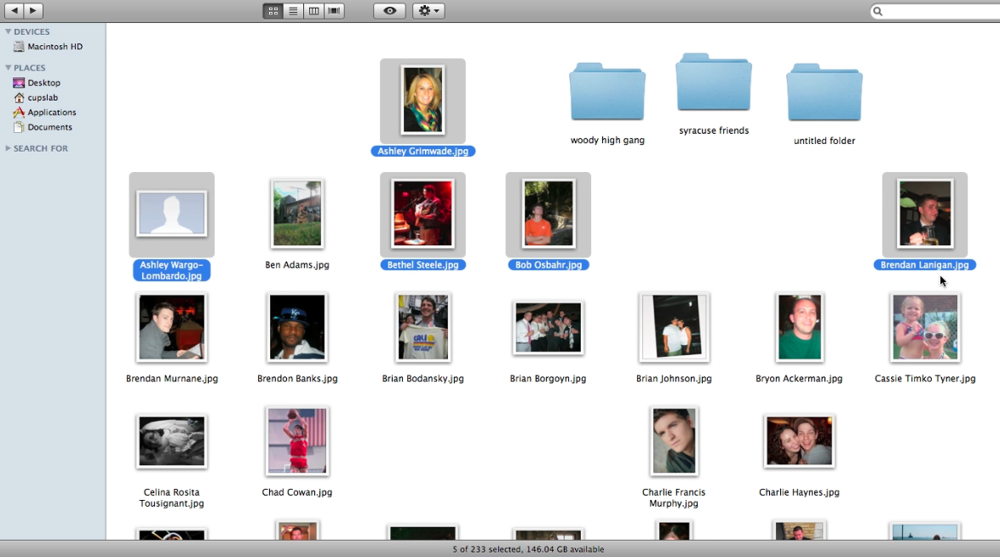 DEVICES
Macintosh HD
PLACES
Desktop
cupslab
Applications
Documents
SEARCH FOR
Ashley Grimwade.jpg
woody high gang
syracuse friends
untitled folder
Ashley Wargo-
Lombardo.jpg
Ben Adams.jpg
Bethel Steele.jpg
Bob Osbahr.jpg
Brendan Lanigan.jpg
Brendan Murnane.jpg
Brendon Banks.jpg
Brian Bodansky.jpg
Brian Borgoyn.jpg
Brian Johnson.jpg
Bryon Ackerman.jpg
Cassie Timko Tyner.jpg
Celina Rosita
Tousignant.jpg
Chad Cowan.jpg
Charlie Francis
Murphy.jpg
Charlie Haynes.jpg
5 of 233 selected, 146.04 GB available